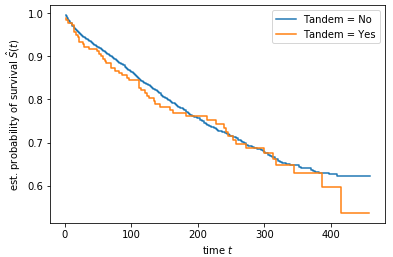 Tandem = No
Tandem = Yes
est. probability of survival Ŝ(t)
1.0
0.9
0.8
0.7
0.6
0
100
200
300
400
time t